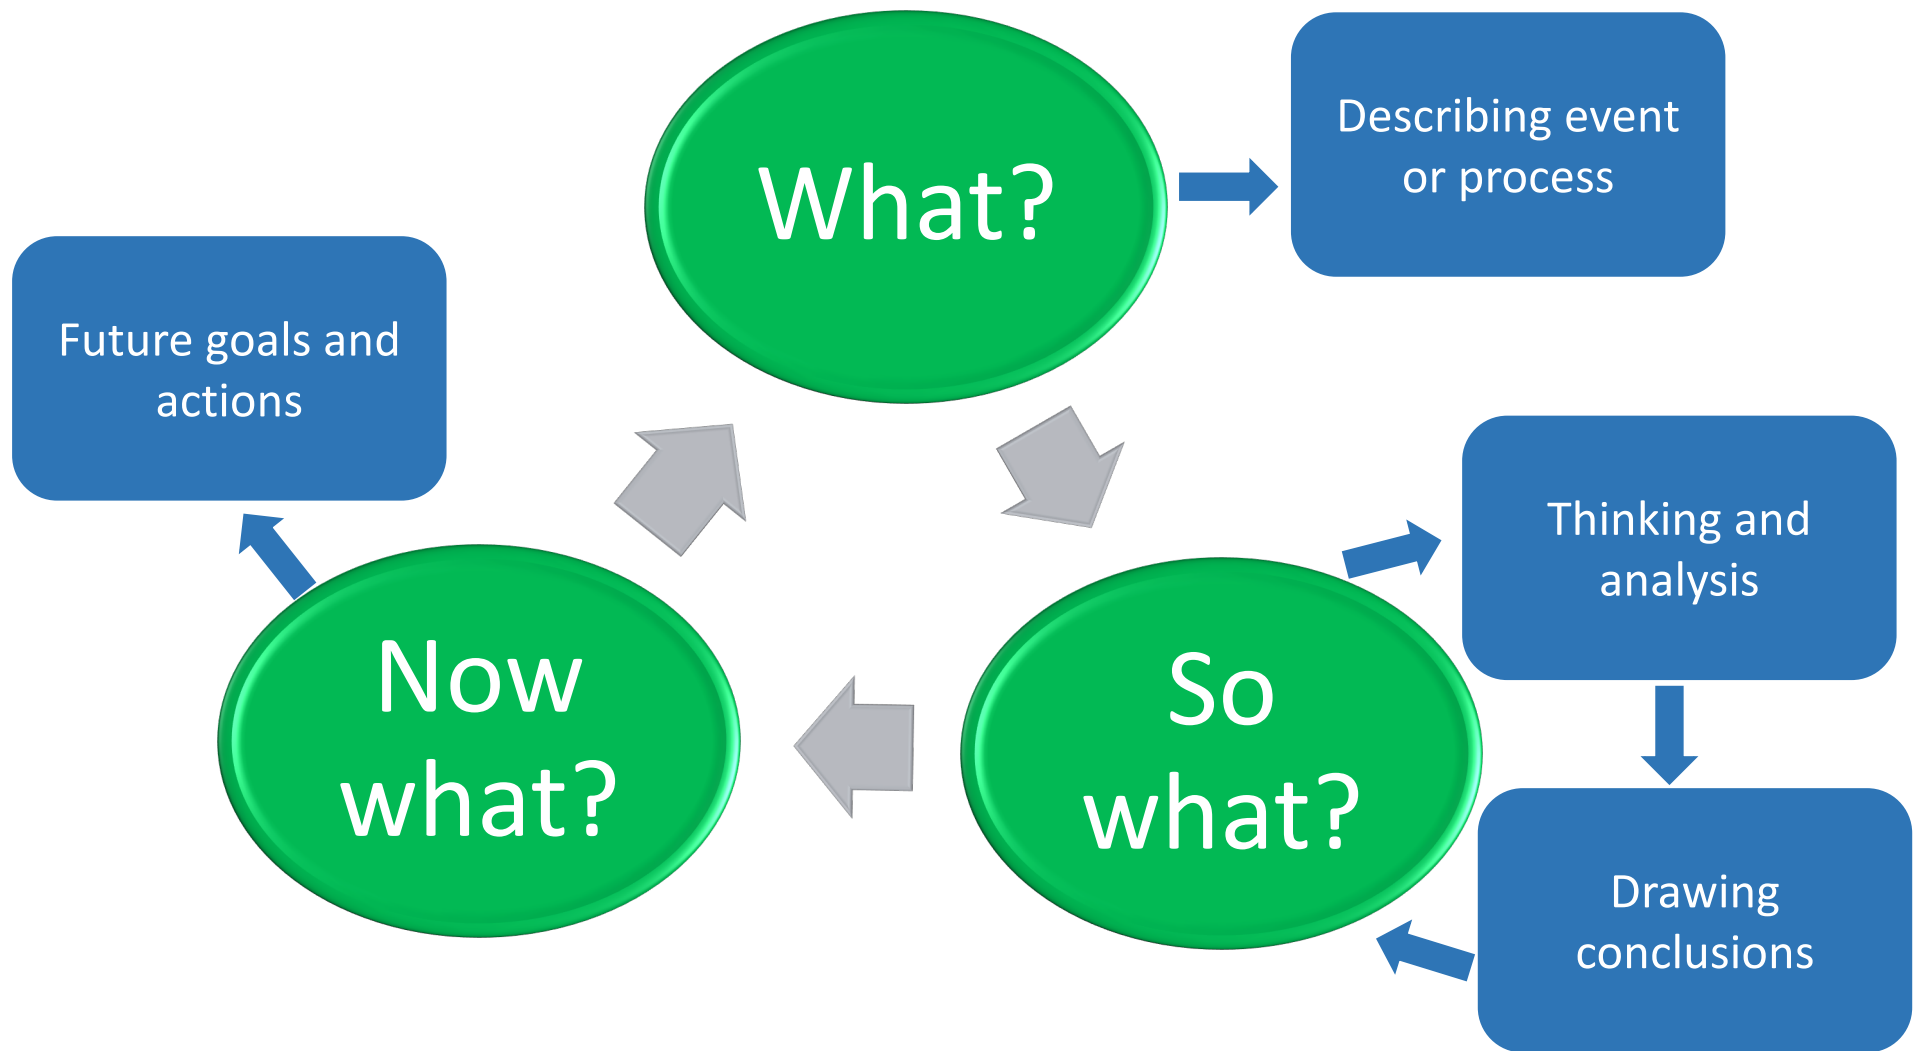 What?
Describing event
or process
Thinking and
analysis
So
what?
Drawing
conclusions
Now
what?
Future goals and
actions